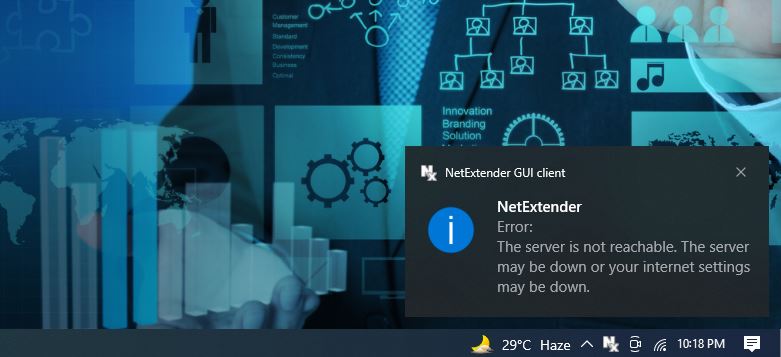 Customer
Management
Standard
Development
Consistency
Business
Optimal
Innovation
Branding
Solution
NetExtender GUI client
NetExtender
Error:
The server is not reachable. The server
may be down or your internet settings
may be down.
29°C Haze 10:18 PM